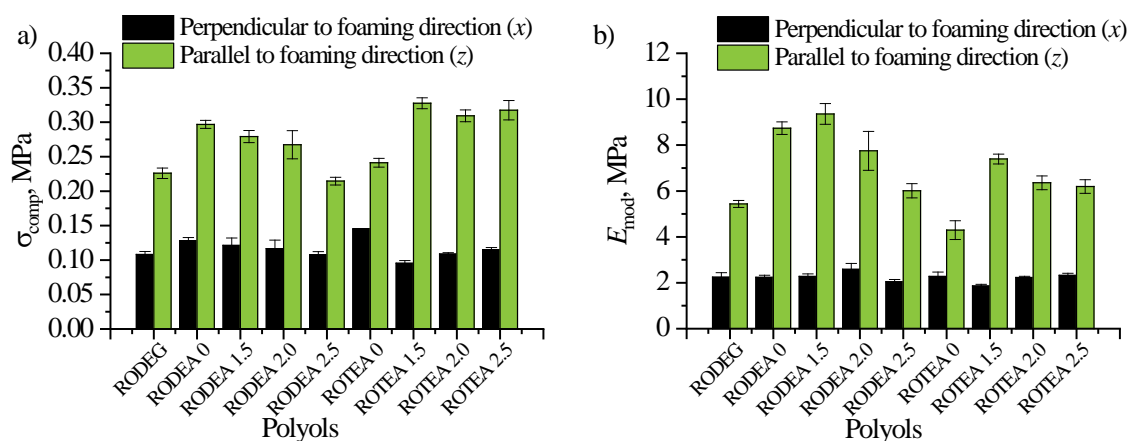 a)
Perpendicular to foaming direction (x)
Parallel to foaming direction (z)
0.40
0.35
0.30
0.25
0.20
0.15
0.10
0.05
0.00
σcomp, MPa
RODEG
RODEA 0
RODEA 1.5
RODEA 2.0
RODEA 2.5
ROTEA 0
ROTEA 1.5
ROTEA 2.0
ROTEA 2.5
Polyols
b)
Perpendicular to foaming direction (x)
Parallel to foaming direction (z)
12
10
8
6
4
2
0
Emod, MPa
RODEG
RODEA 0
RODEA 1.5
RODEA 2.0
RODEA 2.5
ROTEA 0
ROTEA 1.5
ROTEA 2.0
ROTEA 2.5
Polyols